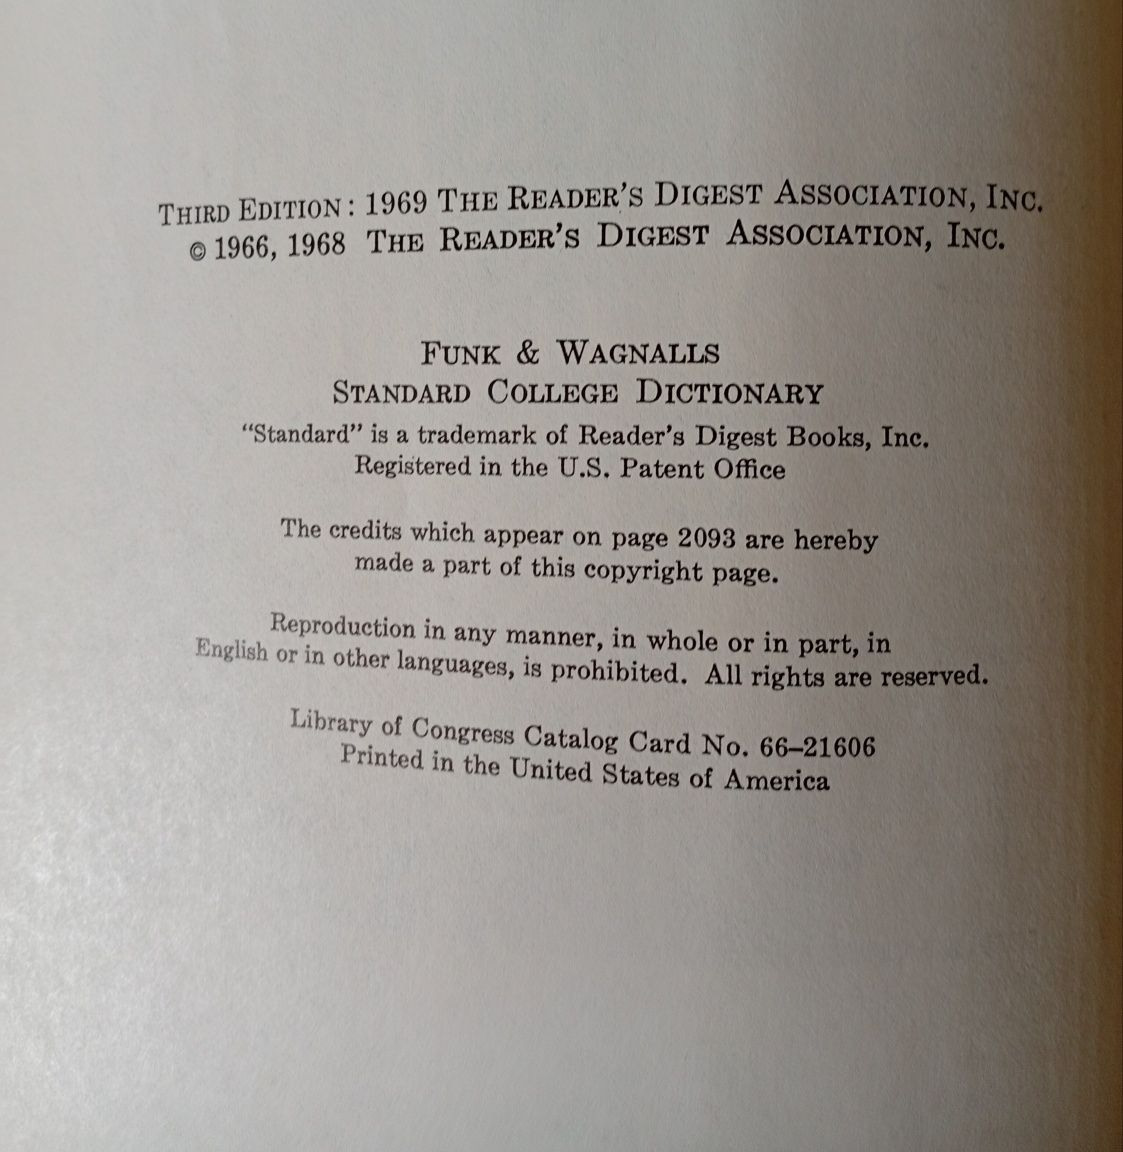 THIRD EDITION: 1969 THE READER'S DIGEST ASSOCIATION, INC.
© 1966, 1968 THE READER'S DIGEST ASSOCIATION, INC.
FUNK & WAGNALLS
STANDARD COLLEGE DICTIONARY
"Standard" is a trademark of Reader's Digest Books, Inc.
Registered in the U.S. Patent Office
The credits which appear on page 2093 are hereby
made a part of this copyright page.
Reproduction in any manner, in whole or in part, in
English or in other languages, is prohibited. All rights are reserved.
Library of Congress Catalog Card No. 66–21606
Printed in the United States of America